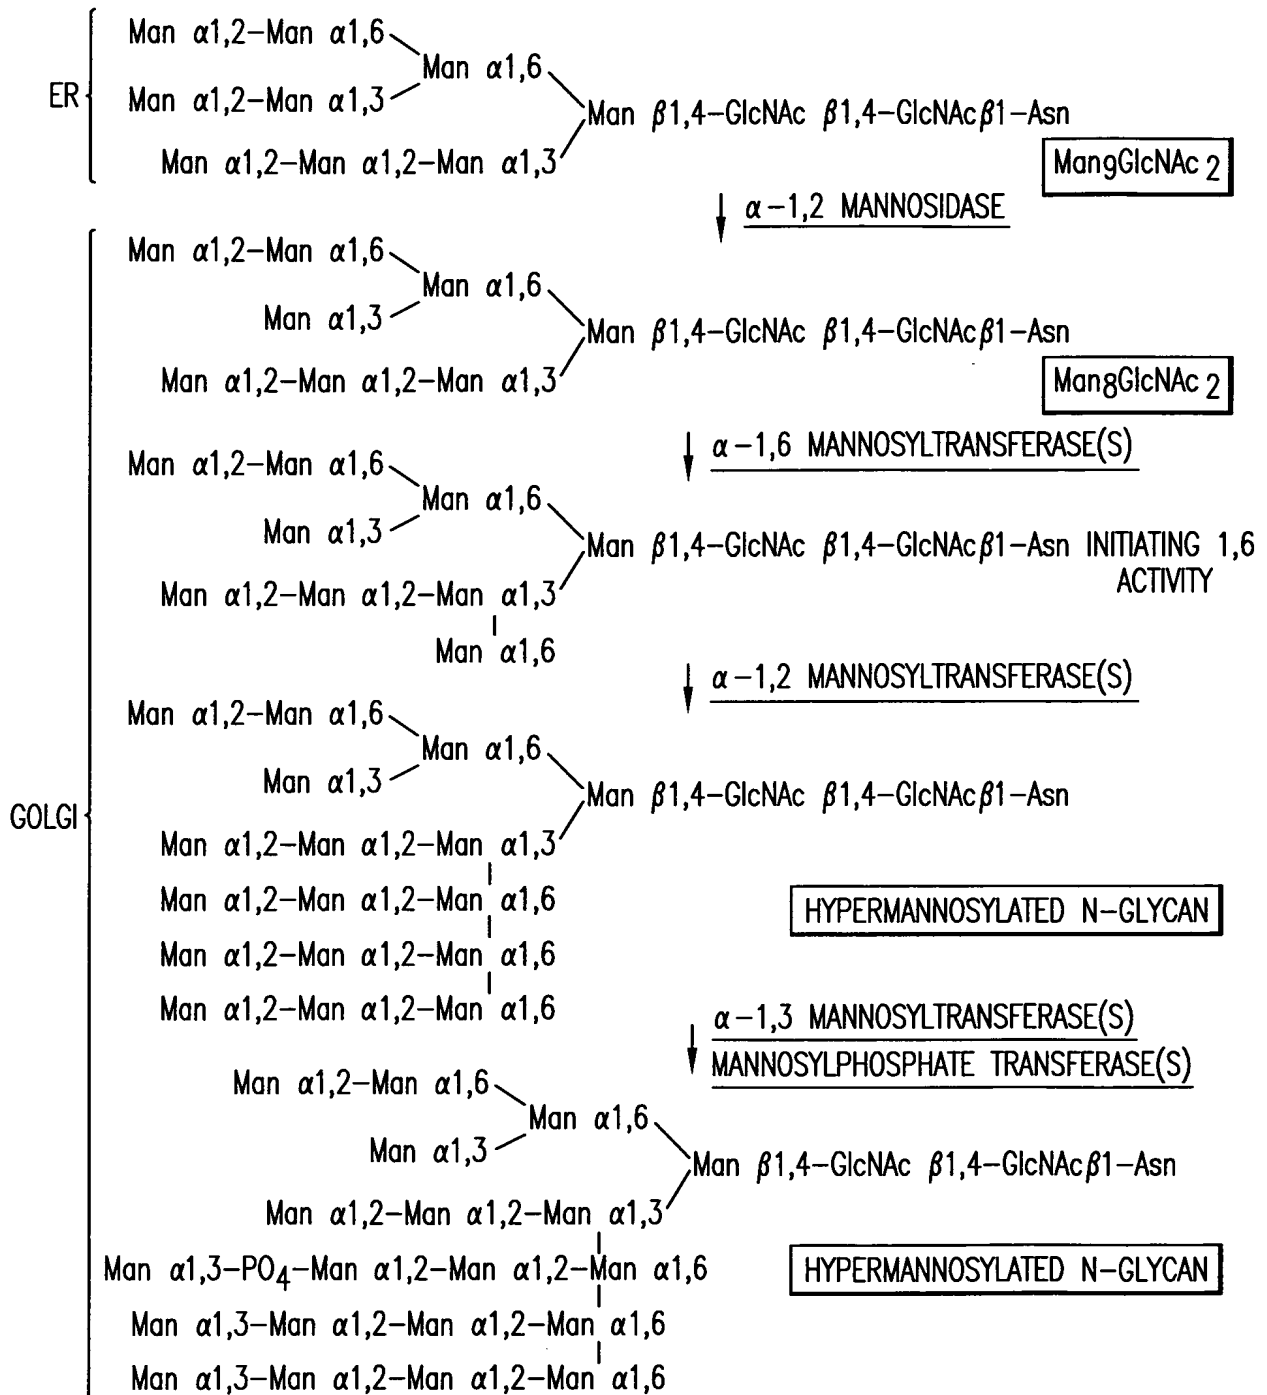 Man α1,2–Man α1,6
Man α1,6
ER
Man α1,2–Man α1,3
Man β1,4–GlcNAc β1,4–GlcNAcβ1–Asn
Man α1,2–Man α1,2–Man α1,3
Man9GlcNAc2
α–1,2 MANNOSIDASE
Man α1,2–Man α1,6
Man α1,6
Man α1,3
Man β1,4–GlcNAc β1,4–GlcNAcβ1–Asn
Man α1,2–Man α1,2–Man α1,3
Man8GlcNAc2
α–1,6 MANNOSYLTRANSFERASE(S)
Man α1,2–Man α1,6
Man α1,6
Man α1,3
Man β1,4–GlcNAc β1,4–GlcNAcβ1–Asn INITIATING 1,6
ACTIVITY
Man α1,2–Man α1,2–Man α1,3
Man α1,6
α–1,2 MANNOSYLTRANSFERASE(S)
Man α1,2–Man α1,6
Man α1,6
Man α1,3
Man β1,4–GlcNAc β1,4–GlcNAcβ1–Asn
GOLGI
Man α1,2–Man α1,2–Man α1,3
Man α1,2–Man α1,2–Man α1,6
HYPERMANNOSYLATED N–GLYCAN
Man α1,2–Man α1,2–Man α1,6
Man α1,2–Man α1,2–Man α1,6
α–1,3 MANNOSYLTRANSFERASE(S)
MANNOSYLPHOSPHATE TRANSFERASE(S)
Man α1,2–Man α1,6
Man α1,6
Man α1,3
Man β1,4–GlcNAc β1,4–GlcNAcβ1–Asn
Man α1,2–Man α1,2–Man α1,3
Man α1,3–PO4–Man α1,2–Man α1,2–Man α1,6
HYPERMANNOSYLATED N–GLYCAN
Man α1,3–Man α1,2–Man α1,2–Man α1,6
Man α1,3–Man α1,2–Man α1,2–Man α1,6